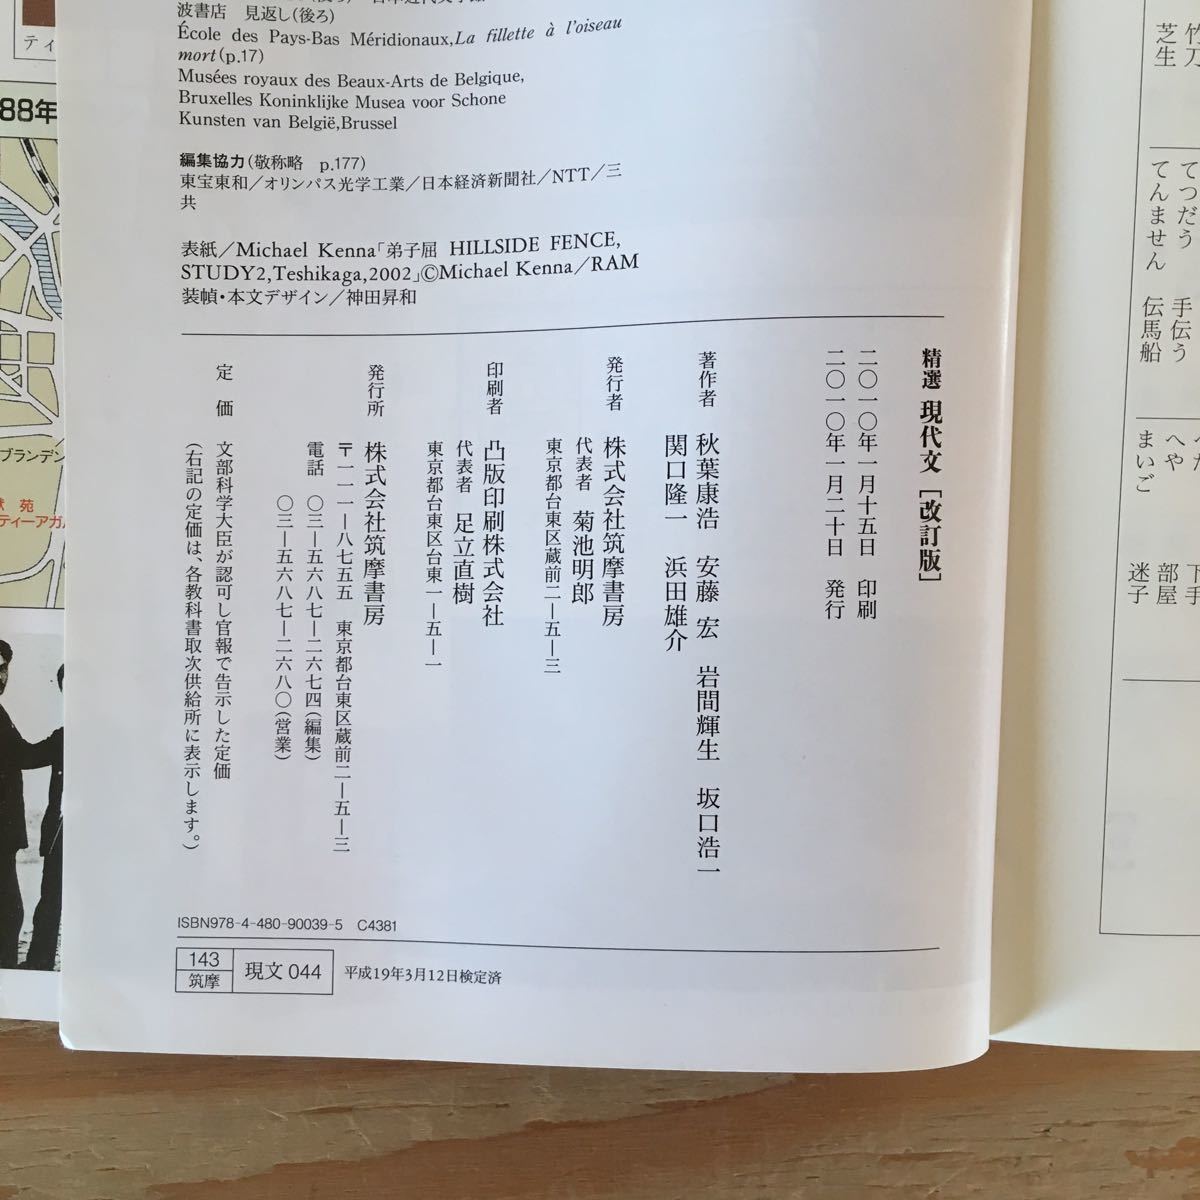 波書店　見返し(後ろ)
École des Pays-Bas Méridionaux, La fillette à l'oiseau
mort(p.17)
Musées royaux des Beaux-Arts de Belgique,
Bruxelles Koninklijke Musea voor Schone
Kunsten van België,Brussel
編集協力(敬称略　p.177)
東宝東和／オリンパス光学工業／日本経済新聞社／NTT／三
共
表紙／Michael Kenna「弟子屈 HILLSIDE FENCE,
STUDY2,Teshikaga,2002」©Michael Kenna／RAM
装幀・本文デザイン／神田昇和
精選 現代文［改訂版］
二〇一〇年一月十五日　印刷
二〇一〇年一月二十日　発行
著作者　秋葉康浩　安藤 宏　岩間輝生　坂口浩一
関口隆一　浜田雄介
発行者　株式会社筑摩書房
代表者　菊池明郎
東京都台東区蔵前二―五―三
印刷者　凸版印刷株式会社
代表者　足立直樹
東京都台東区台東一―五―一
発行所　株式会社筑摩書房
〒一一一―八七五五　東京都台東区蔵前二―五―三
電話　〇三―五六八七―二六七四(編集)
〇三―五六八七―二六八〇(営業)
定　価　文部科学大臣が認可し官報で告示した定価
(右記の定価は、各教科書取次供給所に表示します。)
ISBN978-4-480-90039-5　C4381
143
筑摩
現文 044
平成19年3月12日検定済
88年
ブランデン
ティーアガル
竹刀
芝生
てつだう　手伝う
てんません　伝馬船
へや　部屋
まいご　迷子